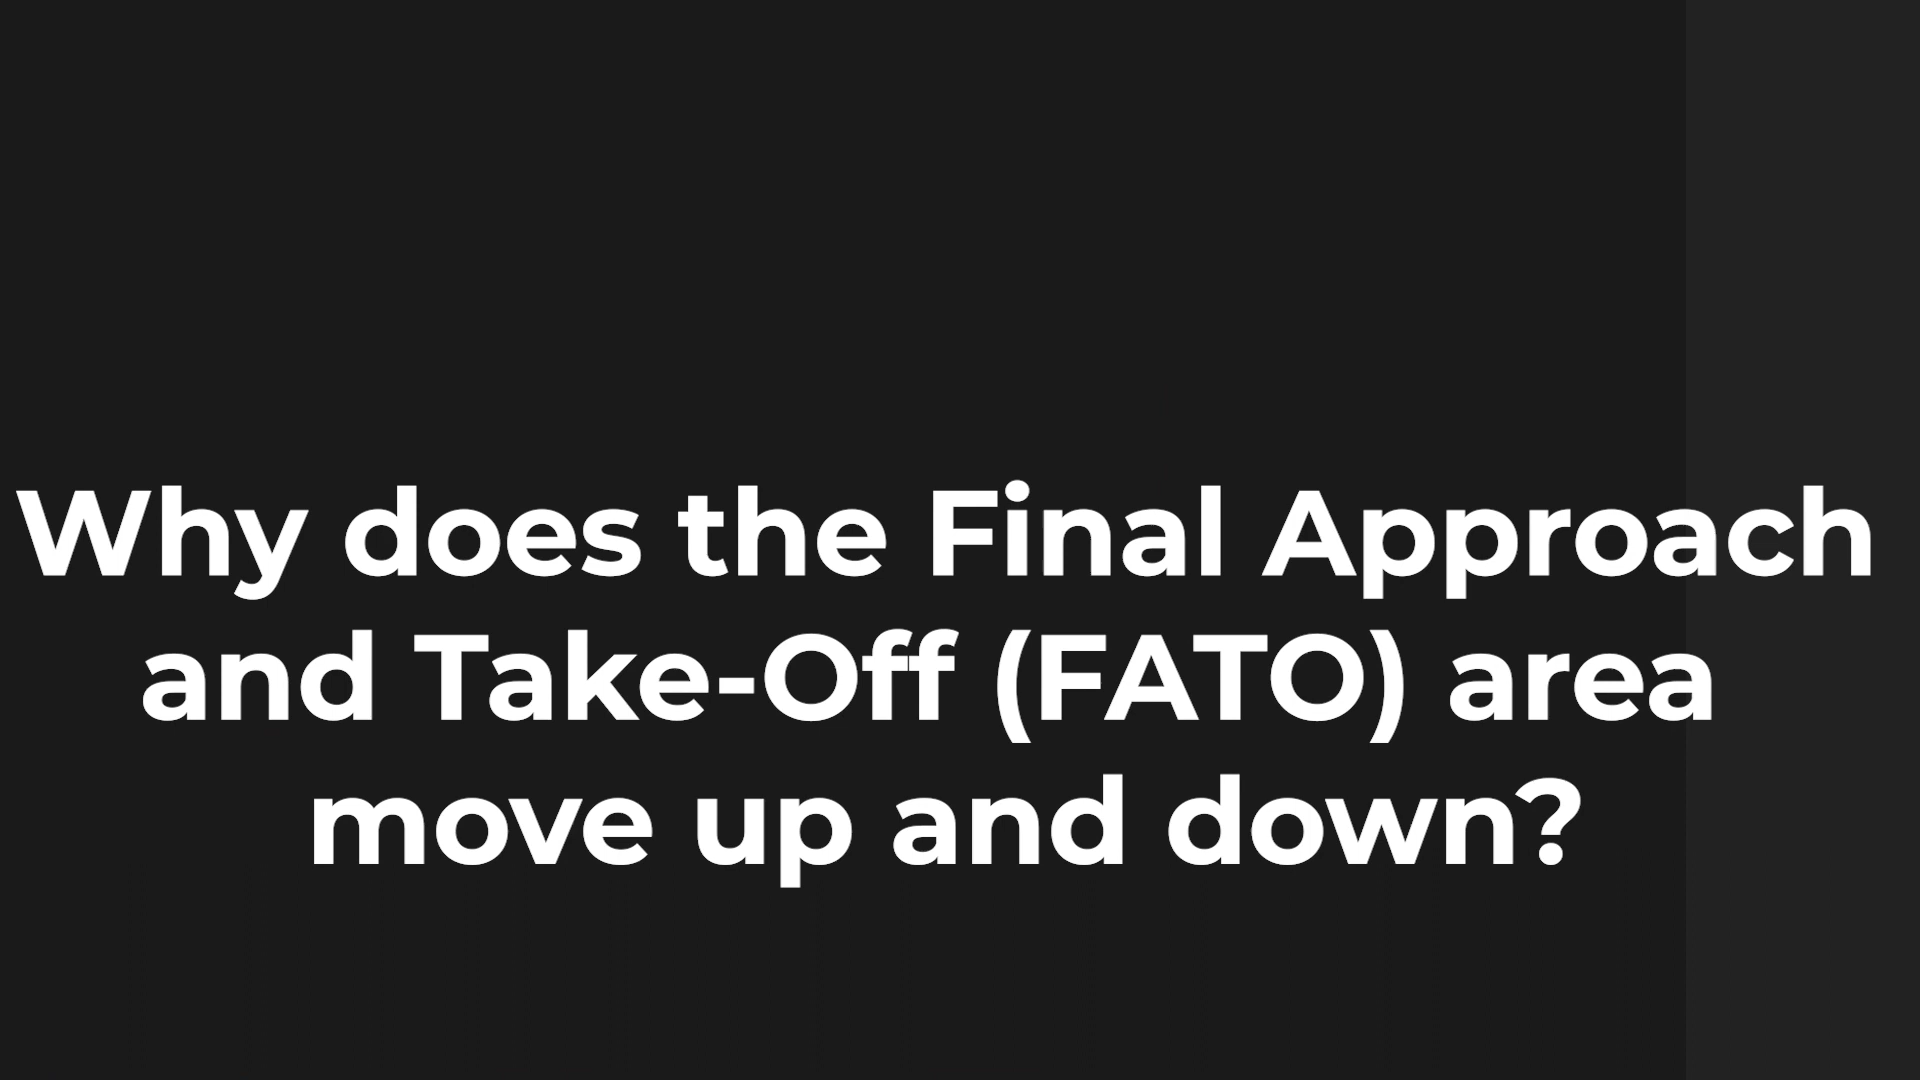 Why does the Final Approach
and Take-Off (FATO) area
move up and down?